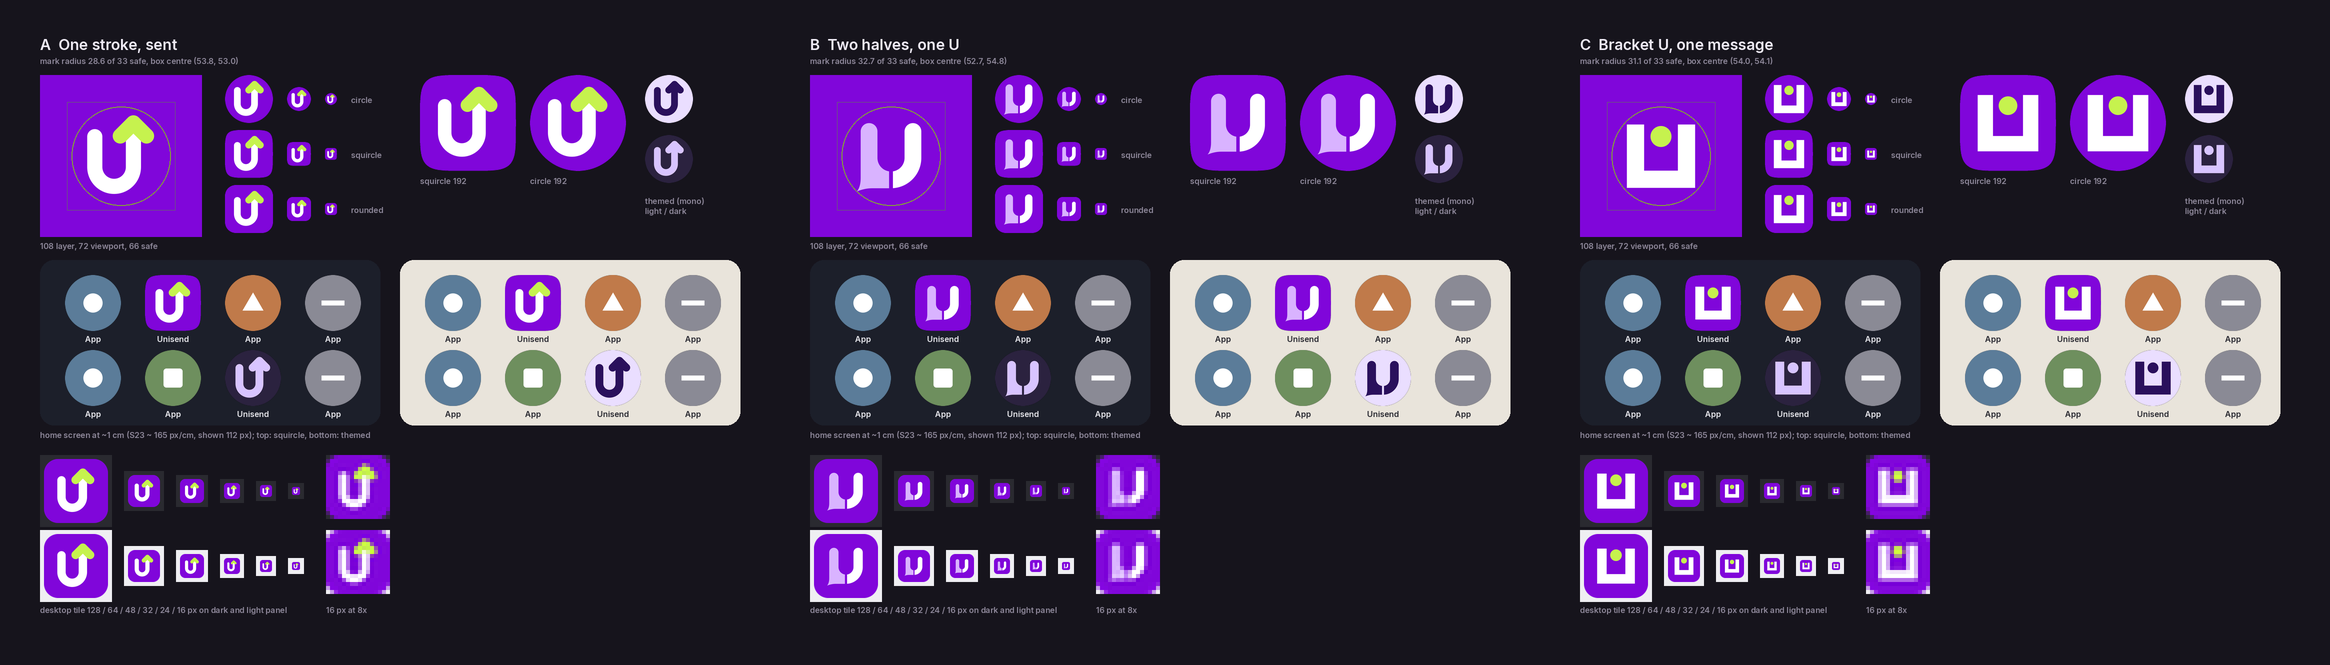 A One stroke, sent
mark radius 28.6 of 33 safe, box centre (53.8, 53.0)
circle
squircle
rounded
squircle 192
circle 192
themed (mono)
light / dark
108 layer, 72 viewport, 66 safe
App
Unisend
App
App
App
App
Unisend
App
App
Unisend
App
App
App
App
Unisend
App
home screen at ~1 cm (S23 ~ 165 px/cm, shown 112 px); top: squircle, bottom: themed
desktop tile 128 / 64 / 48 / 32 / 24 / 16 px on dark and light panel
16 px at 8x
B Two halves, one U
mark radius 32.7 of 33 safe, box centre (52.7, 54.8)
circle
squircle
rounded
squircle 192
circle 192
themed (mono)
light / dark
108 layer, 72 viewport, 66 safe
App
Unisend
App
App
App
App
Unisend
App
App
Unisend
App
App
App
App
Unisend
App
home screen at ~1 cm (S23 ~ 165 px/cm, shown 112 px); top: squircle, bottom: themed
desktop tile 128 / 64 / 48 / 32 / 24 / 16 px on dark and light panel
16 px at 8x
C Bracket U, one message
mark radius 31.1 of 33 safe, box centre (54.0, 54.1)
circle
squircle
rounded
squircle 192
circle 192
themed (mono)
light / dark
108 layer, 72 viewport, 66 safe
App
Unisend
App
App
App
App
Unisend
App
App
Unisend
App
App
App
App
Unisend
App
home screen at ~1 cm (S23 ~ 165 px/cm, shown 112 px); top: squircle, bottom: themed
desktop tile 128 / 64 / 48 / 32 / 24 / 16 px on dark and light panel
16 px at 8x